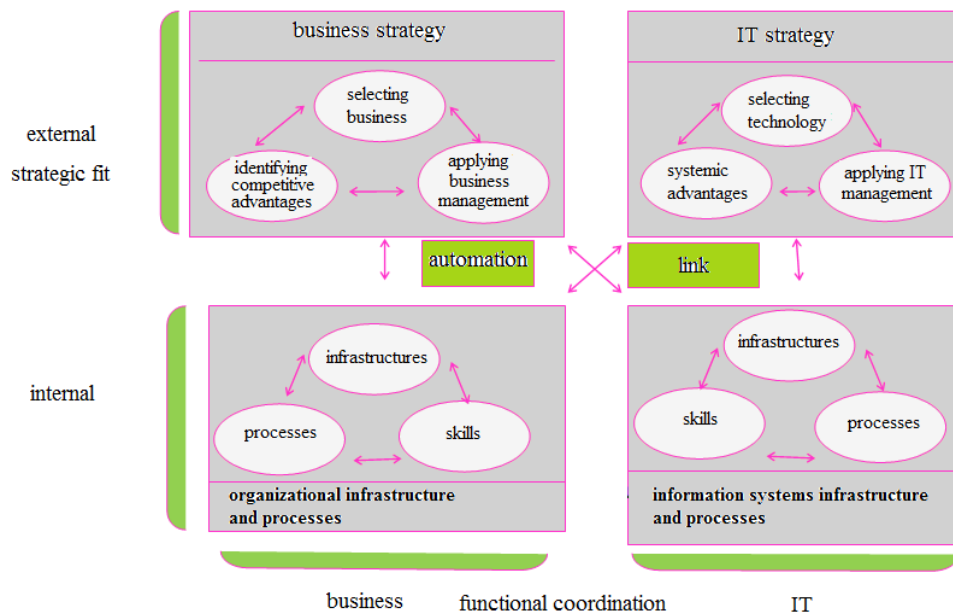 business strategy
IT strategy
selecting
business
selecting
technology
external
strategic fit
identifying
competitive
advantages
applying
business
management
systemic
advantages
applying IT
management
automation
link
infrastructures
infrastructures
internal
processes
skills
skills
processes
organizational infrastructure
and processes
information systems infrastructure
and processes
business
functional coordination
IT